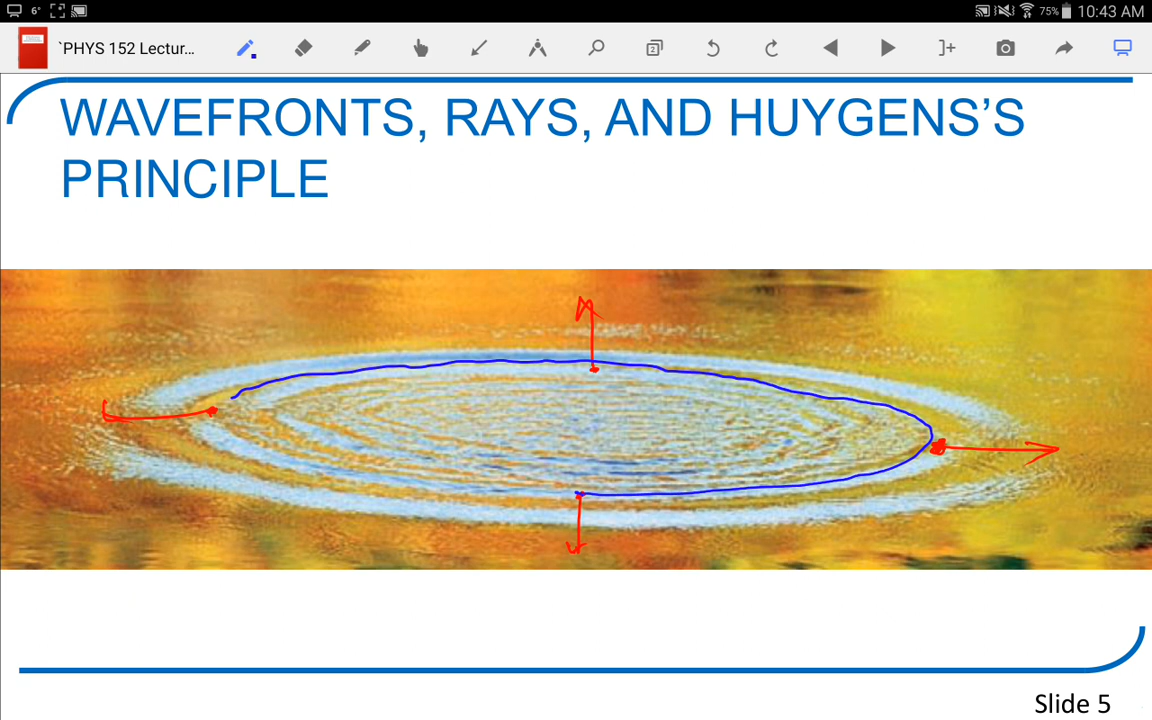 6°
75%
10:43 AM
`PHYS 152 Lectur...
2
WAVEFRONTS, RAYS, AND HUYGENS’S
PRINCIPLE
Slide 5